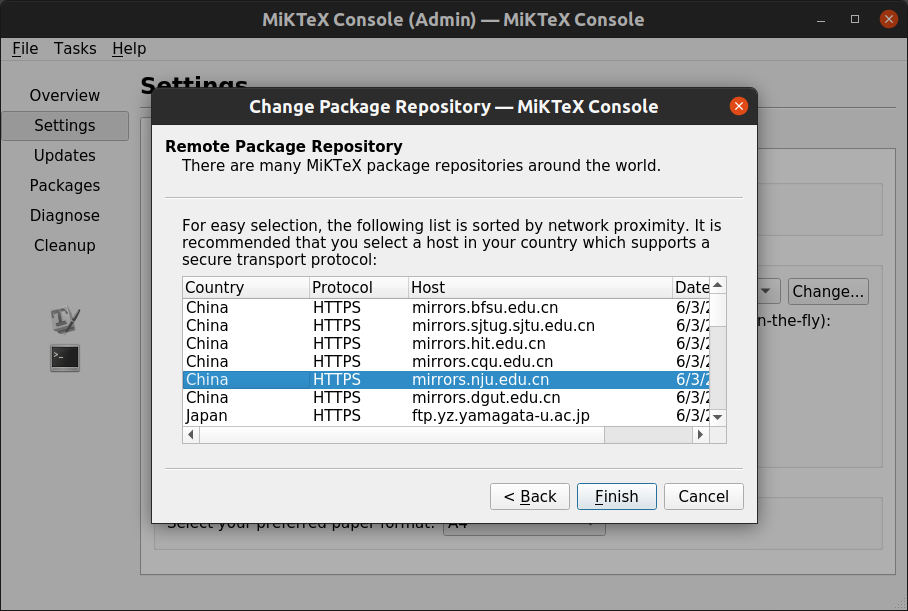 MiKTeX Console (Admin) — MiKTeX Console
File Tasks Help
Overview
Settings
Updates
Packages
Diagnose
Cleanup
Settings
Change Package Repository — MiKTeX Console
Remote Package Repository
There are many MiKTeX package repositories around the world.
For easy selection, the following list is sorted by network proximity. It is
recommended that you select a host in your country which supports a
secure transport protocol:
Country Protocol Host Date
China HTTPS mirrors.bfsu.edu.cn 6/3/2
China HTTPS mirrors.sjtug.sjtu.edu.cn 6/3/2
China HTTPS mirrors.hit.edu.cn 6/3/2
China HTTPS mirrors.cqu.edu.cn 6/3/2
China HTTPS mirrors.nju.edu.cn 6/3/2
China HTTPS mirrors.dgut.edu.cn 6/3/2
Japan HTTPS ftp.yz.yamagata-u.ac.jp 6/3/2
< Back Finish Cancel
Change...
n-the-fly):
Select your preferred paper format: A4